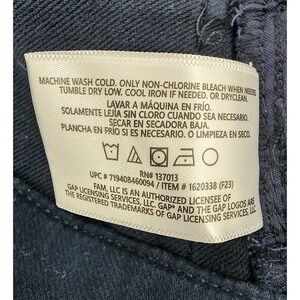 MACHINE WASH COLD. ONLY NON-CHLORINE BLEACH WHEN NEEDED.
TUMBLE DRY LOW. COOL IRON IF NEEDED. OR DRYCLEAN.
LAVAR A MÁQUINA EN FRÍO.
SOLAMENTE LEJÍA SIN CLORO CUANDO SEA NECESARIO.
SECAR EN SECADORA BAJA.
PLANCHA EN FRÍO SI ES NECESARIO. O LIMPIEZA EN SECO.
RN# 137013
UPC # 719408460094 / ITEM # 1620338 (F23)
FAM, LLC IS AN AUTHORIZED LICENSEE OF
GAP LICENSING SERVICES, LLC. GAP® AND THE GAP LOGOS ARE
THE REGISTERED TRADEMARKS OF GAP LICENSING SERVICES, LLC.